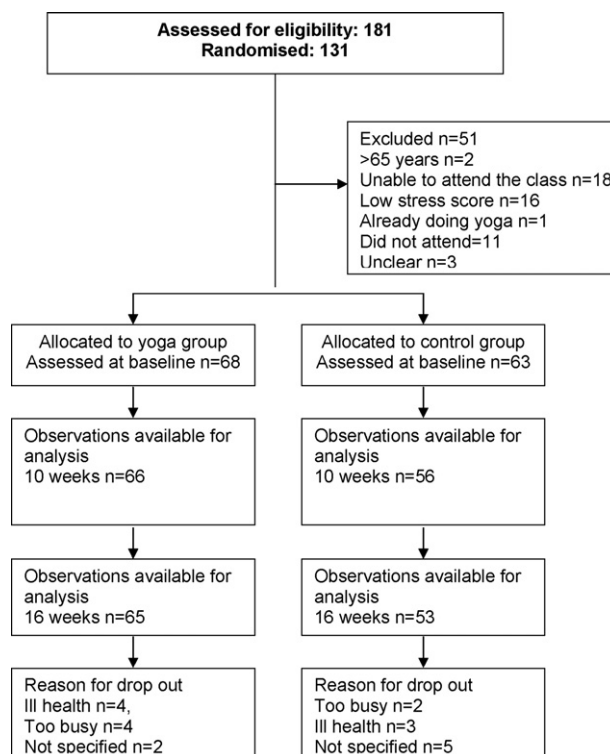 Assessed for eligibility: 181
Randomised: 131
Excluded n=51
>65 years n=2
Unable to attend the class n=18
Low stress score n=16
Already doing yoga n=1
Did not attend=11
Unclear n=3
Allocated to yoga group
Assessed at baseline n=68
Allocated to control group
Assessed at baseline n=63
Observations available for
analysis
10 weeks n=66
Observations available for
analysis
10 weeks n=56
Observations available for
analysis
16 weeks n=65
Observations available for
analysis
16 weeks n=53
Reason for drop out
Ill health n=4,
Too busy n=4
Not specified n=2
Reason for drop out
Too busy n=2
Ill health n=3
Not specified n=5